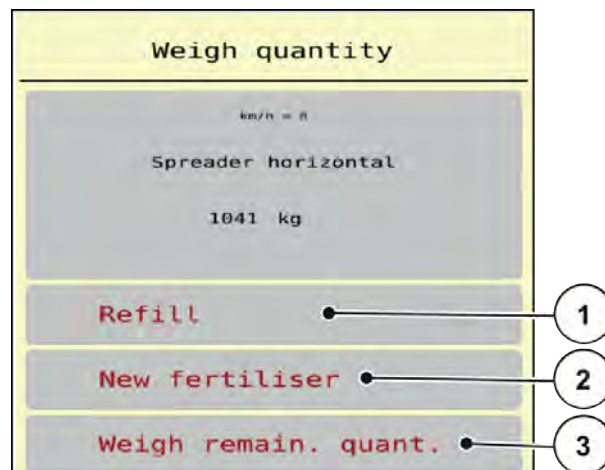 Weigh quantity
km/h = 0
Spreader horizontal
1041 kg
Refill
1
New fertiliser
2
Weigh remain. quant.
3